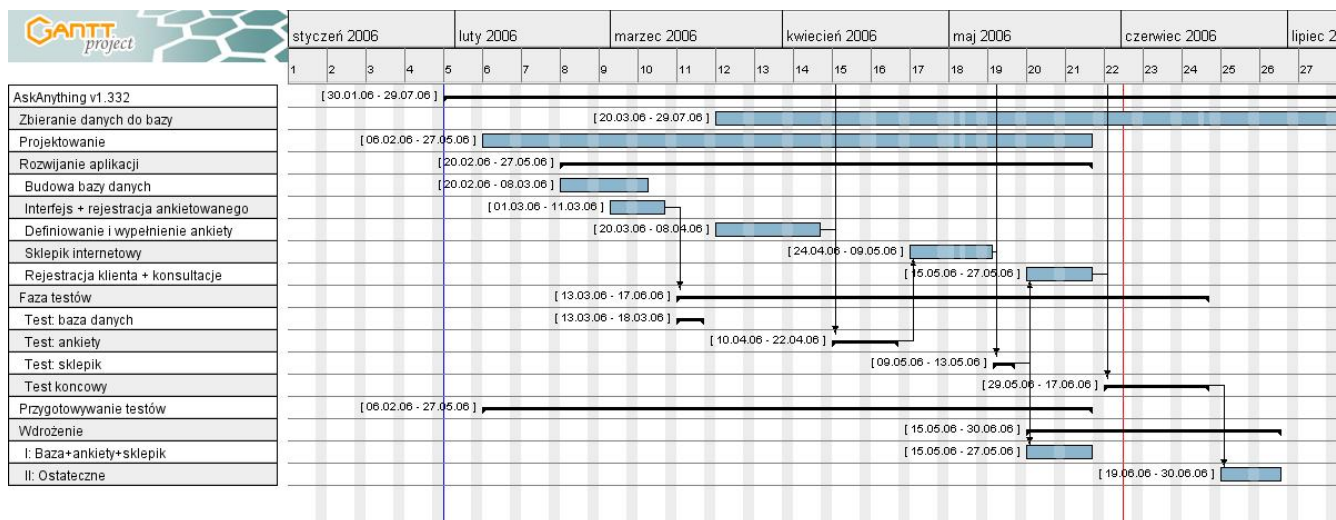 GANTT
project
styczeń 2006 luty 2006 marzec 2006 kwiecień 2006 maj 2006 czerwiec 2006 lipiec 2
1 2 3 4 5 6 7 8 9 10 11 12 13 14 15 16 17 18 19 20 21 22 23 24 25 26 27
AskAnything v1.332 [ 30.01.06 - 29.07.06 ]
Zbieranie danych do bazy [ 20.03.06 - 29.07.06 ]
Projektowanie [ 06.02.06 - 27.05.06 ]
Rozwijanie aplikacji [ 20.02.06 - 27.05.06 ]
Budowa bazy danych [ 20.02.06 - 08.03.06 ]
Interfejs + rejestracja ankietowanego [ 01.03.06 - 11.03.06 ]
Definiowanie i wypełnienie ankiety [ 20.03.06 - 08.04.06 ]
Sklepik internetowy [ 24.04.06 - 09.05.06 ]
Rejestracja klienta + konsultacje [ 15.05.06 - 27.05.06 ]
Faza testów [ 13.03.06 - 17.06.06 ]
Test: baza danych [ 13.03.06 - 18.03.06 ]
Test: ankiety [ 10.04.06 - 22.04.06 ]
Test: sklepik [ 09.05.06 - 13.05.06 ]
Test koncowy [ 29.05.06 - 17.06.06 ]
Przygotowywanie testów [ 06.02.06 - 27.05.06 ]
Wdrożenie [ 15.05.06 - 30.06.06 ]
I: Baza+ankiety+sklepik [ 15.05.06 - 27.05.06 ]
II: Ostateczne [ 19.06.06 - 30.06.06 ]